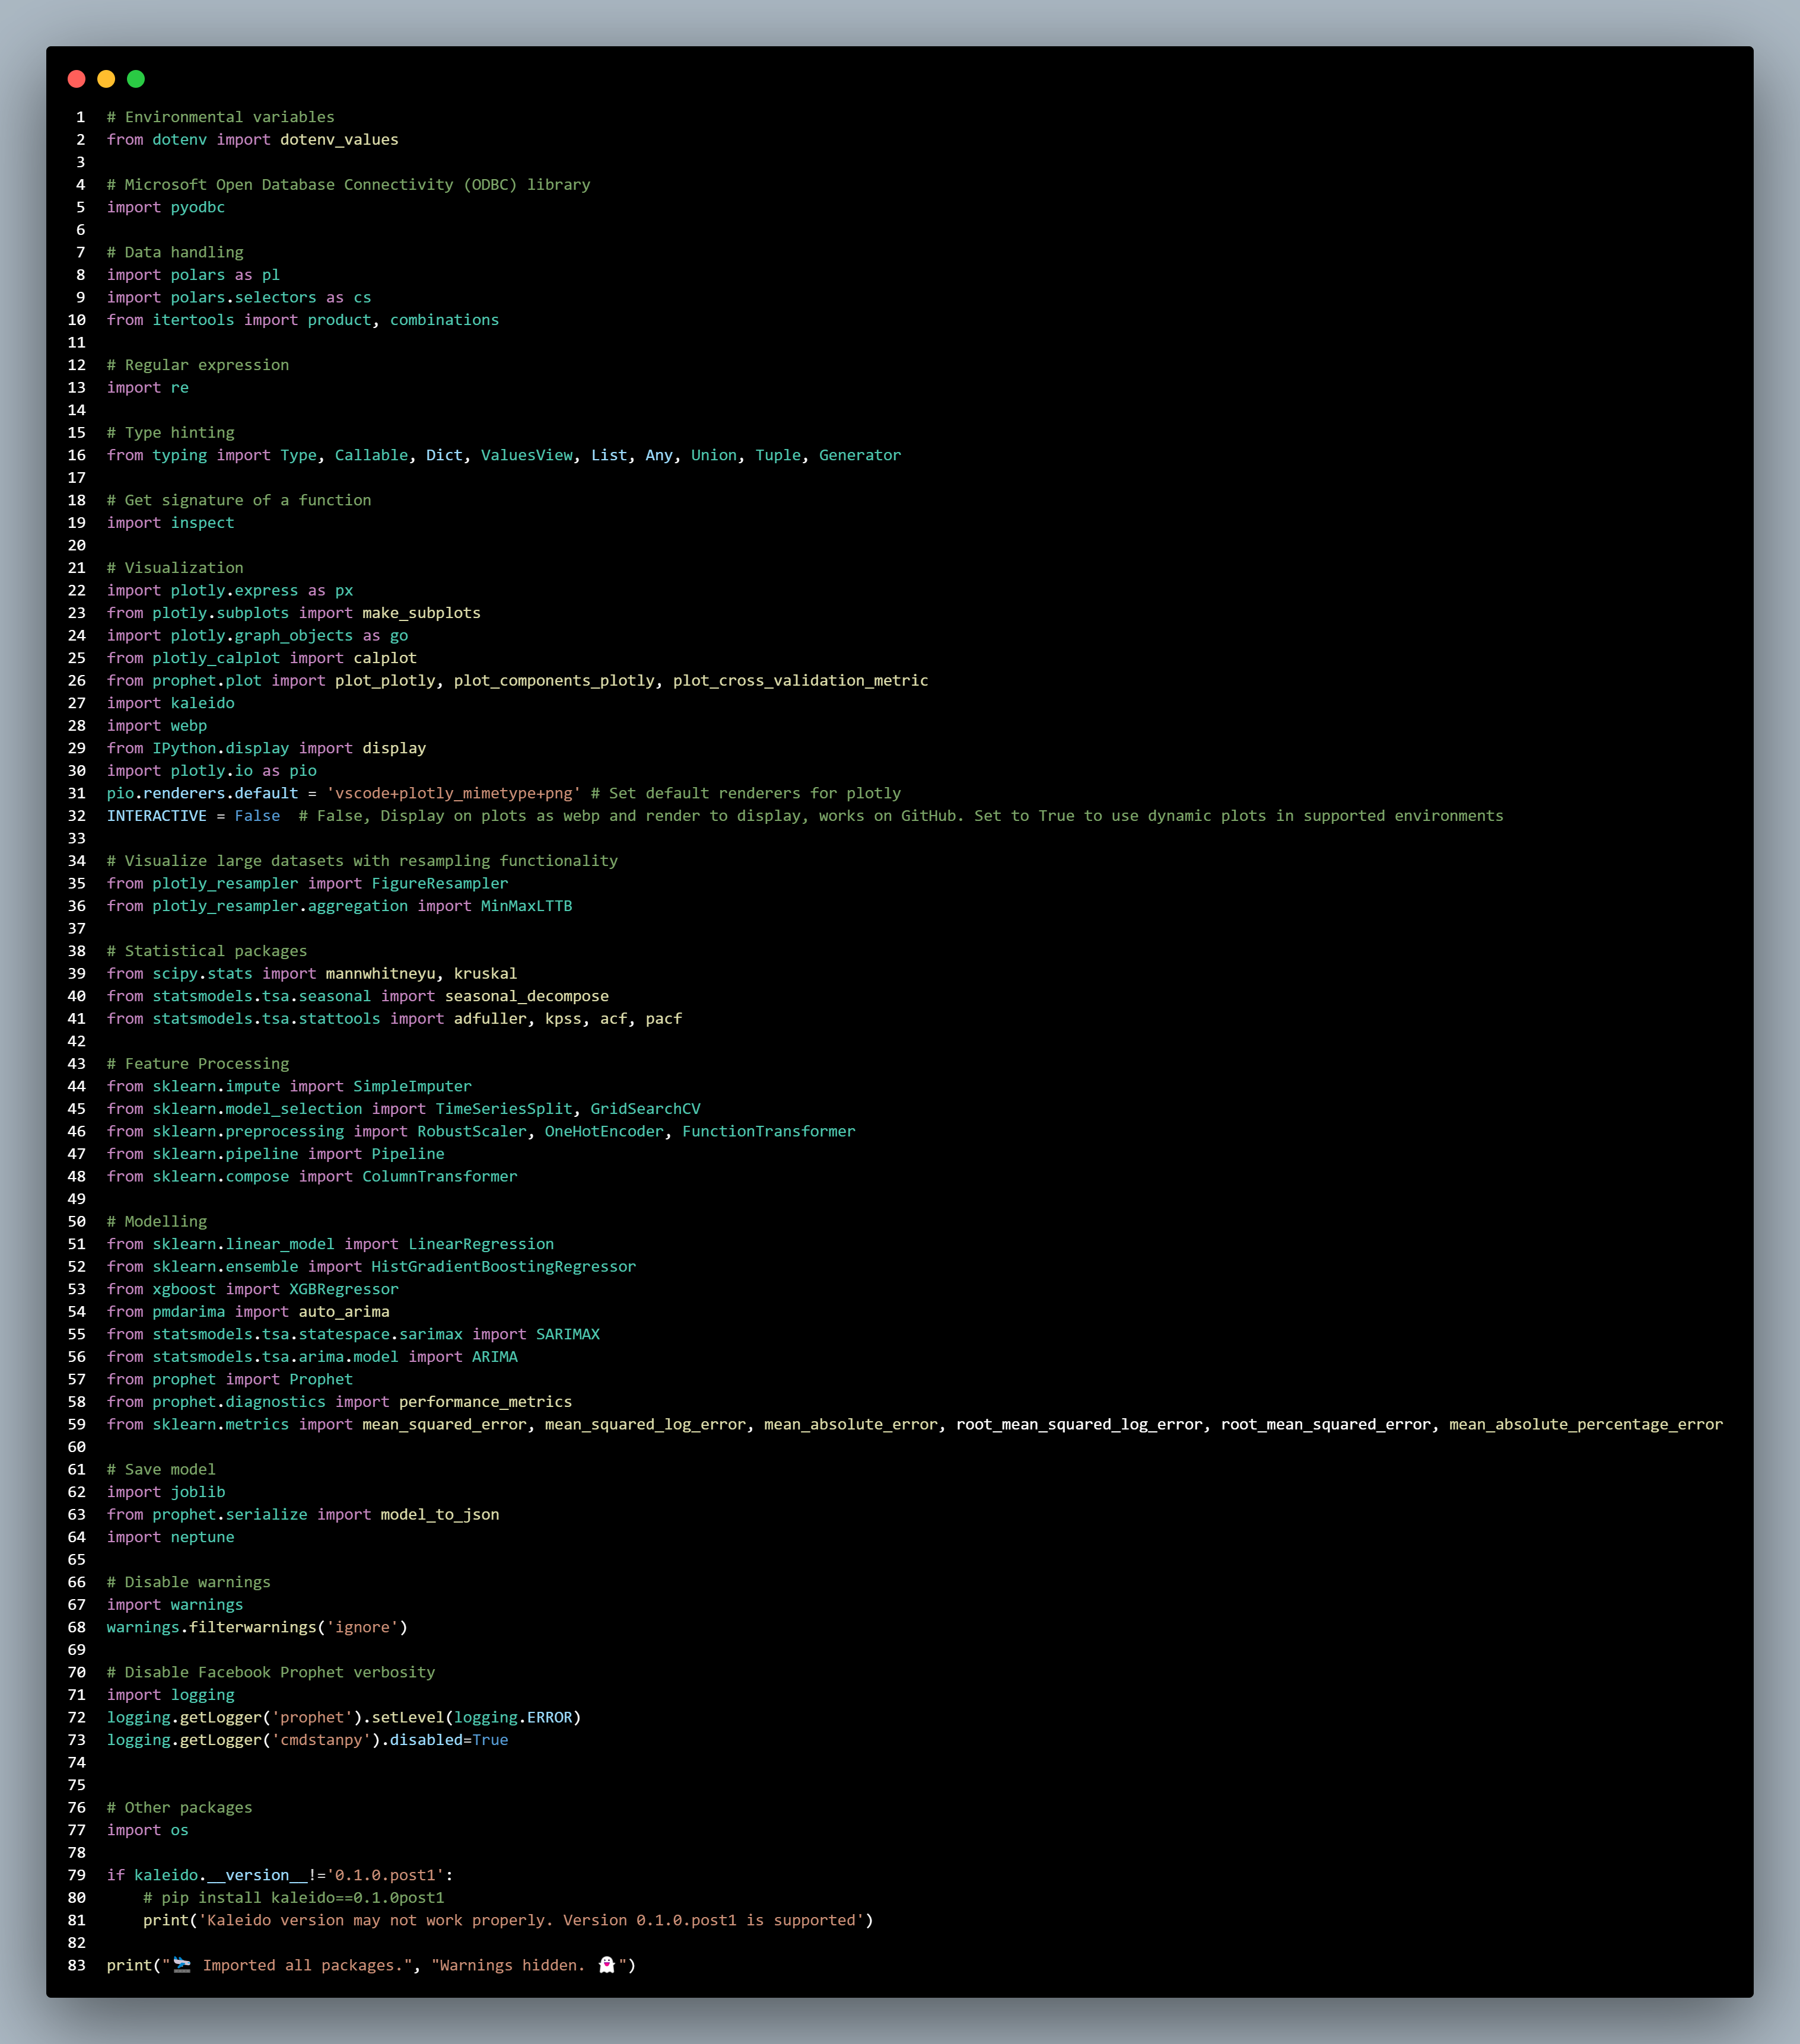 1 # Environmental variables
2 from dotenv import dotenv_values
3
4 # Microsoft Open Database Connectivity (ODBC) library
5 import pyodbc
6
7 # Data handling
8 import polars as pl
9 import polars.selectors as cs
10 from itertools import product, combinations
11
12 # Regular expression
13 import re
14
15 # Type hinting
16 from typing import Type, Callable, Dict, ValuesView, List, Any, Union, Tuple, Generator
17
18 # Get signature of a function
19 import inspect
20
21 # Visualization
22 import plotly.express as px
23 from plotly.subplots import make_subplots
24 import plotly.graph_objects as go
25 from plotly_calplot import calplot
26 from prophet.plot import plot_plotly, plot_components_plotly, plot_cross_validation_metric
27 import kaleido
28 import webp
29 from IPython.display import display
30 import plotly.io as pio
31 pio.renderers.default = 'vscode+plotly_mimetype+png' # Set default renderers for plotly
32 INTERACTIVE = False  # False, Display on plots as webp and render to display, works on GitHub. Set to True to use dynamic plots in supported environments
33
34 # Visualize large datasets with resampling functionality
35 from plotly_resampler import FigureResampler
36 from plotly_resampler.aggregation import MinMaxLTTB
37
38 # Statistical packages
39 from scipy.stats import mannwhitneyu, kruskal
40 from statsmodels.tsa.seasonal import seasonal_decompose
41 from statsmodels.tsa.stattools import adfuller, kpss, acf, pacf
42
43 # Feature Processing
44 from sklearn.impute import SimpleImputer
45 from sklearn.model_selection import TimeSeriesSplit, GridSearchCV
46 from sklearn.preprocessing import RobustScaler, OneHotEncoder, FunctionTransformer
47 from sklearn.pipeline import Pipeline
48 from sklearn.compose import ColumnTransformer
49
50 # Modelling
51 from sklearn.linear_model import LinearRegression
52 from sklearn.ensemble import HistGradientBoostingRegressor
53 from xgboost import XGBRegressor
54 from pmdarima import auto_arima
55 from statsmodels.tsa.statespace.sarimax import SARIMAX
56 from statsmodels.tsa.arima.model import ARIMA
57 from prophet import Prophet
58 from prophet.diagnostics import performance_metrics
59 from sklearn.metrics import mean_squared_error, mean_squared_log_error, mean_absolute_error, root_mean_squared_log_error, root_mean_squared_error, mean_absolute_percentage_error
60
61 # Save model
62 import joblib
63 from prophet.serialize import model_to_json
64 import neptune
65
66 # Disable warnings
67 import warnings
68 warnings.filterwarnings('ignore')
69
70 # Disable Facebook Prophet verbosity
71 import logging
72 logging.getLogger('prophet').setLevel(logging.ERROR)
73 logging.getLogger('cmdstanpy').disabled=True
74
75
76 # Other packages
77 import os
78
79 if kaleido.__version__!='0.1.0.post1':
80     # pip install kaleido==0.1.0post1
81     print('Kaleido version may not work properly. Version 0.1.0.post1 is supported')
82
83 print("🛬 Imported all packages.", "Warnings hidden. 👻")